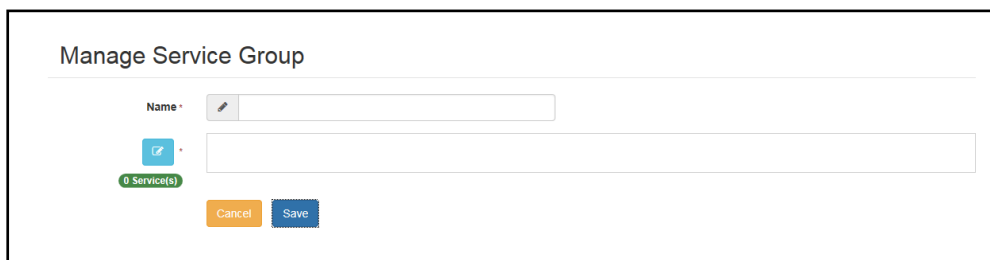 Manage Service Group
Name *
*
0 Service(s)
Cancel Save